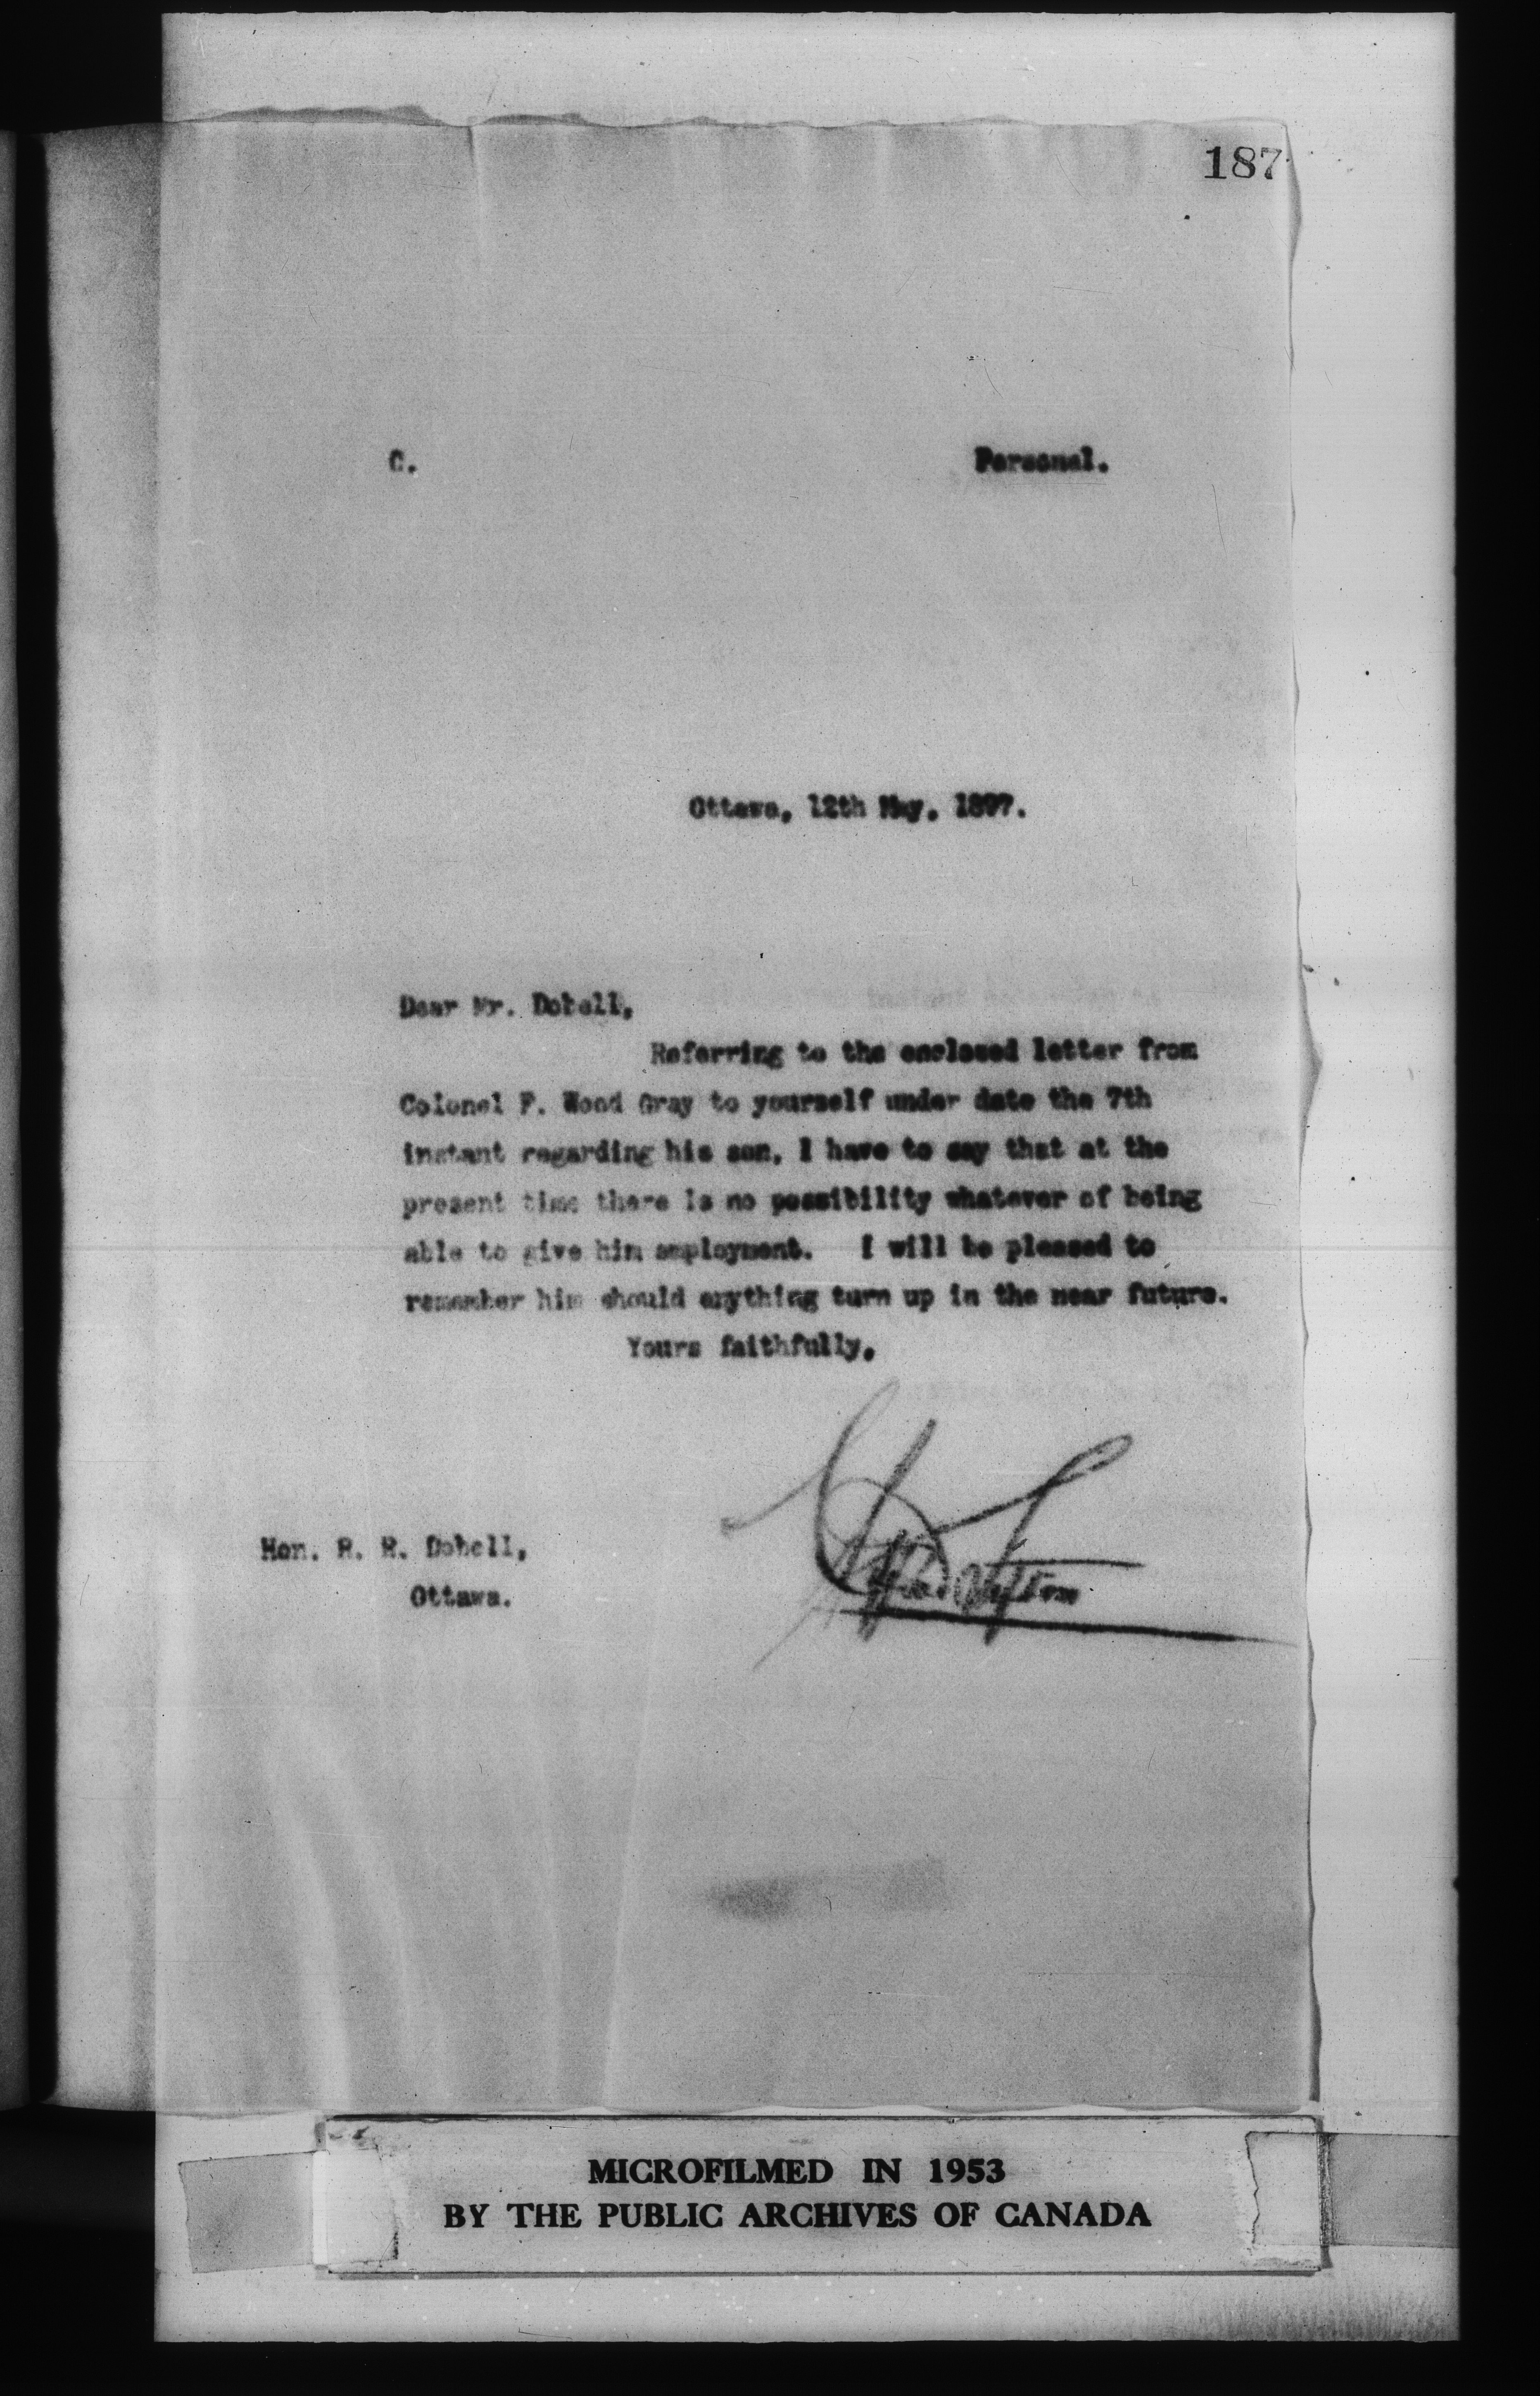 187
C. Personal.
Ottawa, 12th May, 1897.
Dear Mr. Dobell,
Referring to the enclosed letter from
Colonel F. Wood Gray to yourself under date the 7th
instant regarding his son, I have to say that at the
present time there is no possibility whatever of being
able to give him employment. I will be pleased to
remember him should anything turn up in the near future.
Yours faithfully,
Clifford Sifton
Hon. R. R. Dobell,
Ottawa.
MICROFILMED IN 1953
BY THE PUBLIC ARCHIVES OF CANADA